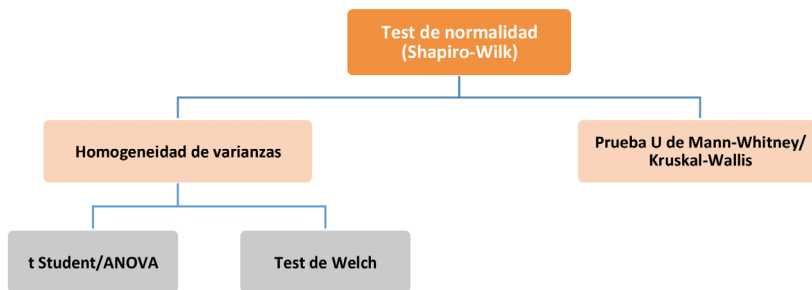 Test de normalidad
(Shapiro-Wilk)
Homogeneidad de varianzas
Prueba U de Mann-Whitney/
Kruskal-Wallis
t Student/ANOVA
Test de Welch